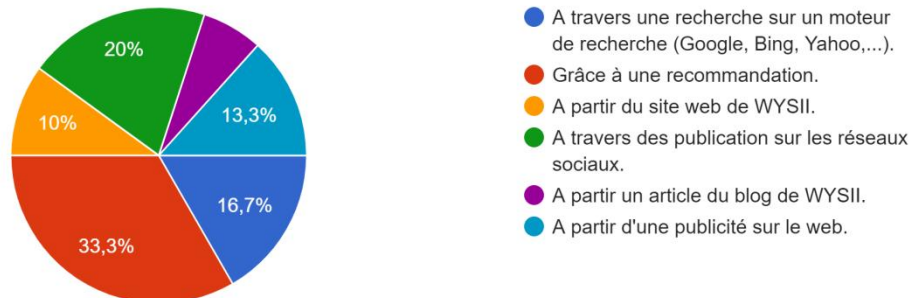 20%
10%
13,3%
16,7%
33,3%
A travers une recherche sur un moteur
de recherche (Google, Bing, Yahoo,...).
Grâce à une recommandation.
A partir du site web de WYSII.
A travers des publication sur les réseaux
sociaux.
A partir un article du blog de WYSII.
A partir d'une publicité sur le web.